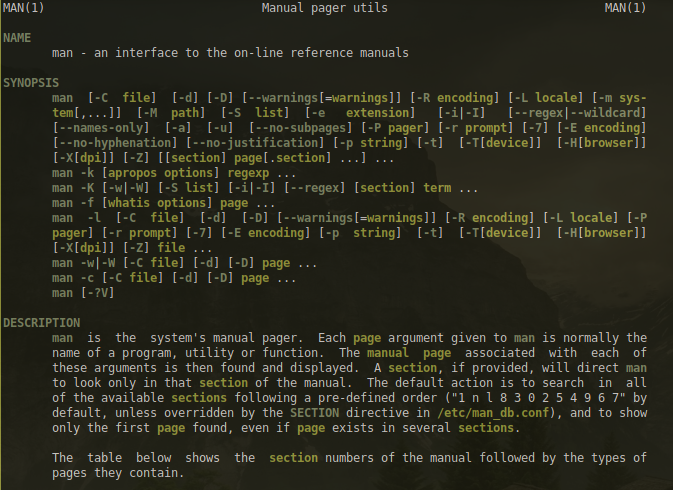 MAN(1) Manual pager utils MAN(1)
NAME
man - an interface to the on-line reference manuals
SYNOPSIS
man [-C file] [-d] [-D] [--warnings[=warnings]] [-R encoding] [-L locale] [-m sys-
tem[,...]] [-M path] [-S list] [-e extension] [-i|-I] [--regex|--wildcard]
[--names-only] [-a] [-u] [--no-subpages] [-P pager] [-r prompt] [-7] [-E encoding]
[--no-hyphenation] [--no-justification] [-p string] [-t] [-T[device]] [-H[browser]]
[-X[dpi]] [-Z] [[section] page[.section] ...] ...
man -k [apropos options] regexp ...
man -K [-w|-W] [-S list] [-i|-I] [--regex] [section] term ...
man -f [whatis options] page ...
man -l [-C file] [-d] [-D] [--warnings[=warnings]] [-R encoding] [-L locale] [-P
pager] [-r prompt] [-7] [-E encoding] [-p string] [-t] [-T[device]] [-H[browser]]
[-X[dpi]] [-Z] file ...
man -w|-W [-C file] [-d] [-D] page ...
man -c [-C file] [-d] [-D] page ...
man [-?V]
DESCRIPTION
man is the system's manual pager. Each page argument given to man is normally the
name of a program, utility or function. The manual page associated with each of
these arguments is then found and displayed. A section, if provided, will direct man
to look only in that section of the manual. The default action is to search in all
of the available sections following a pre-defined order ("1 n l 8 3 0 2 5 4 9 6 7" by
default, unless overridden by the SECTION directive in /etc/man_db.conf), and to show
only the first page found, even if page exists in several sections.
The table below shows the section numbers of the manual followed by the types of
pages they contain.